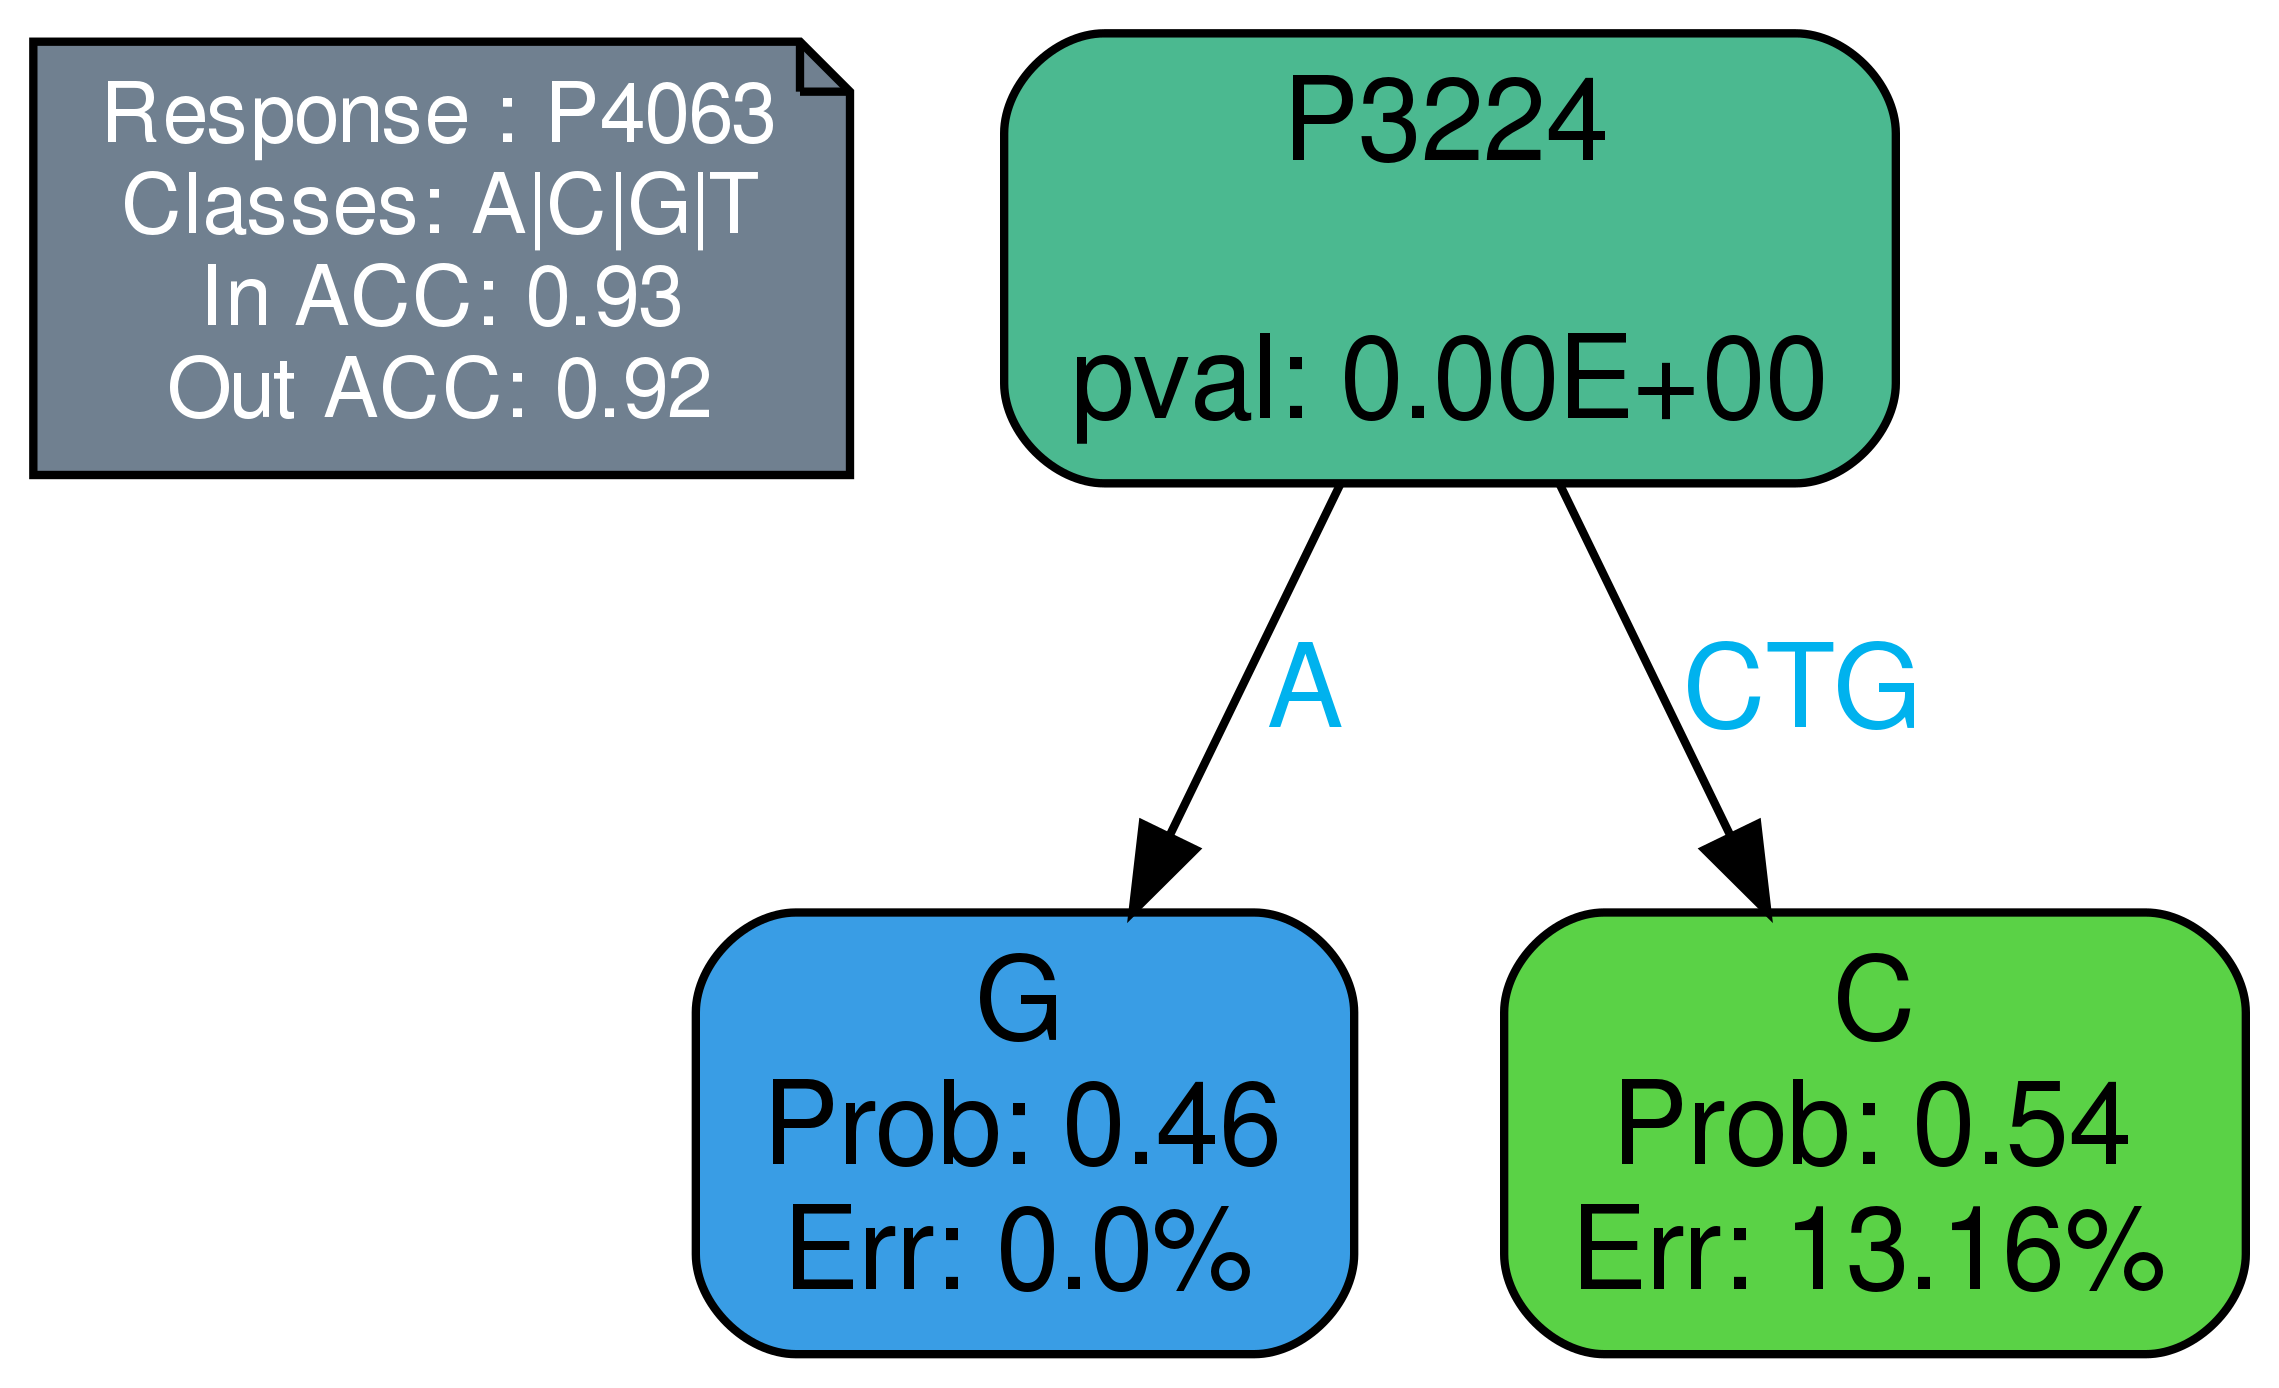 Response : P4063
Classes: A|C|G|T
In ACC: 0.93
Out ACC: 0.92
P3224
pval: 0.00E+00
A
CTG
G
Prob: 0.46
Err: 0.0%
C
Prob: 0.54
Err: 13.16%